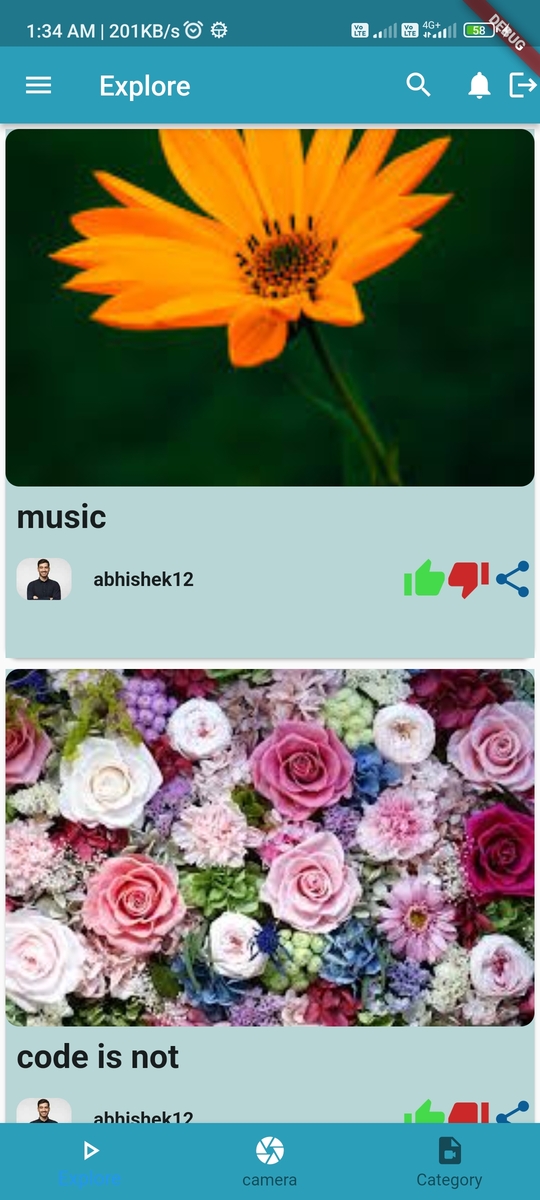 1:34 AM | 201KB/s
Vo LTE Vo LTE 4G+ 58
DEBUG
Explore
music
abhishek12
code is not
abhishek12
Explore camera Category